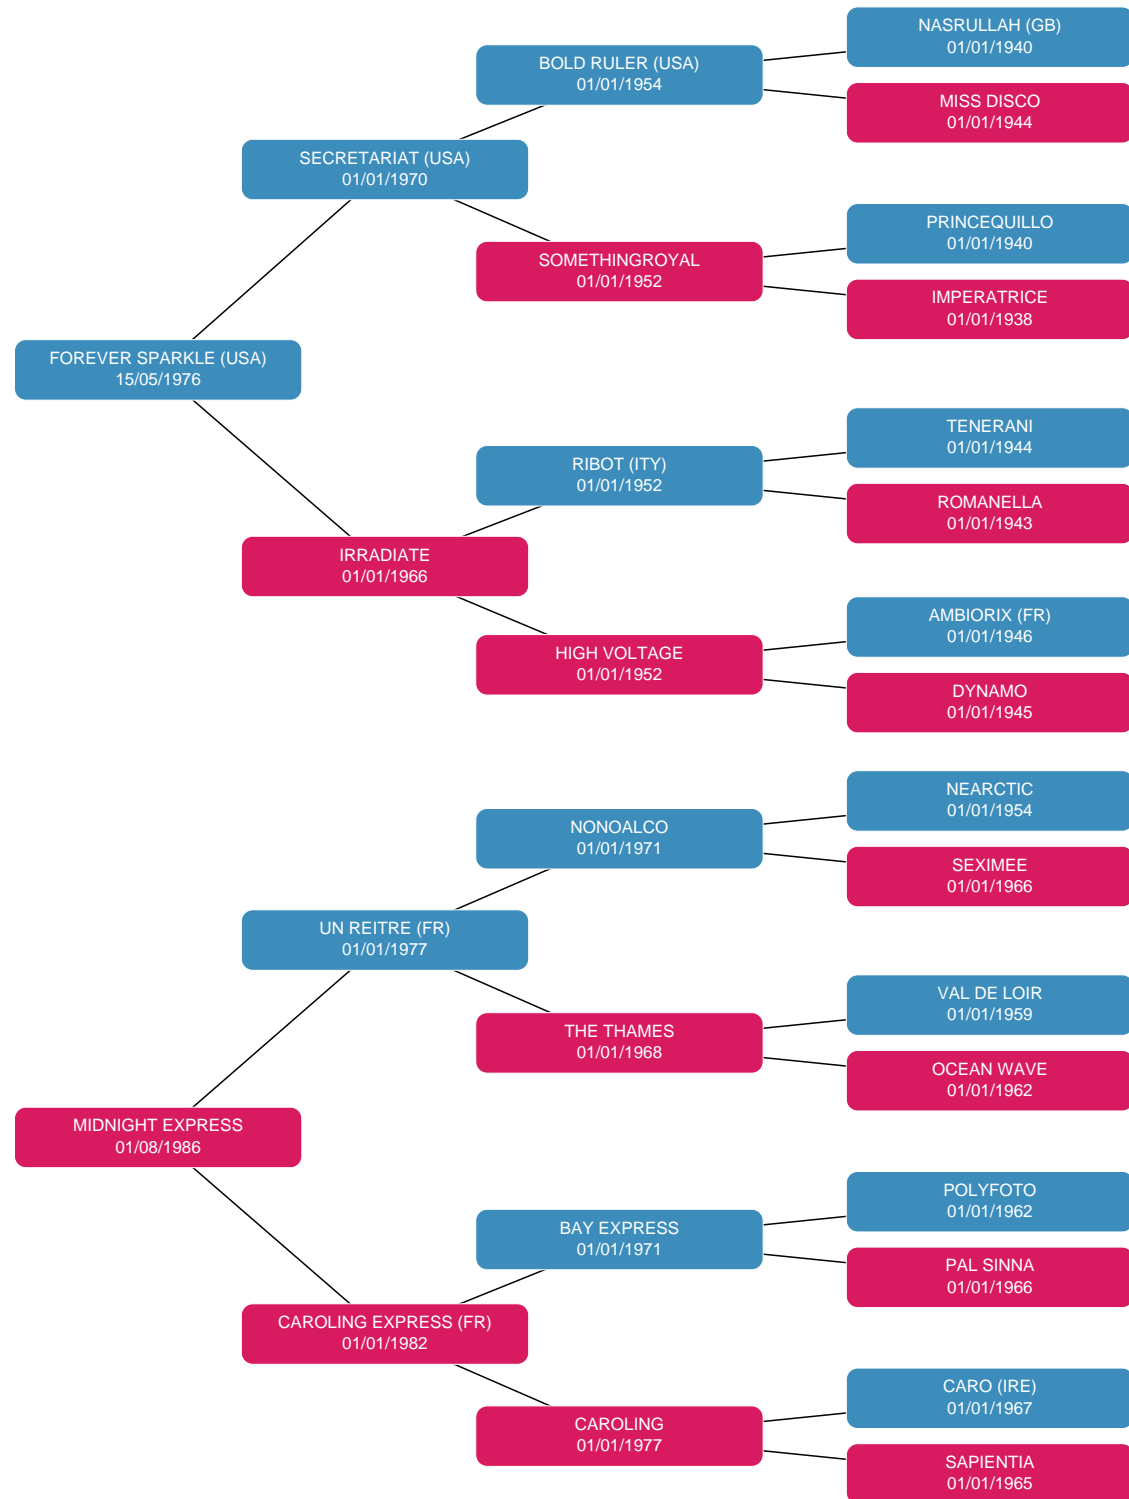 NASRULLAH (GB)
01/01/1940
BOLD RULER (USA)
01/01/1954
MISS DISCO
01/01/1944
SECRETARIAT (USA)
01/01/1970
PRINCEQUILLO
01/01/1940
SOMETHINGROYAL
01/01/1952
IMPERATRICE
01/01/1938
FOREVER SPARKLE (USA)
15/05/1976
TENERANI
01/01/1944
RIBOT (ITY)
01/01/1952
ROMANELLA
01/01/1943
IRRADIATE
01/01/1966
AMBIORIX (FR)
01/01/1946
HIGH VOLTAGE
01/01/1952
DYNAMO
01/01/1945
NEARCTIC
01/01/1954
NONOALCO
01/01/1971
SEXIMEE
01/01/1966
UN REITRE (FR)
01/01/1977
VAL DE LOIR
01/01/1959
THE THAMES
01/01/1968
OCEAN WAVE
01/01/1962
MIDNIGHT EXPRESS
01/08/1986
POLYFOTO
01/01/1962
BAY EXPRESS
01/01/1971
PAL SINNA
01/01/1966
CAROLING EXPRESS (FR)
01/01/1982
CARO (IRE)
01/01/1967
CAROLING
01/01/1977
SAPIENTIA
01/01/1965